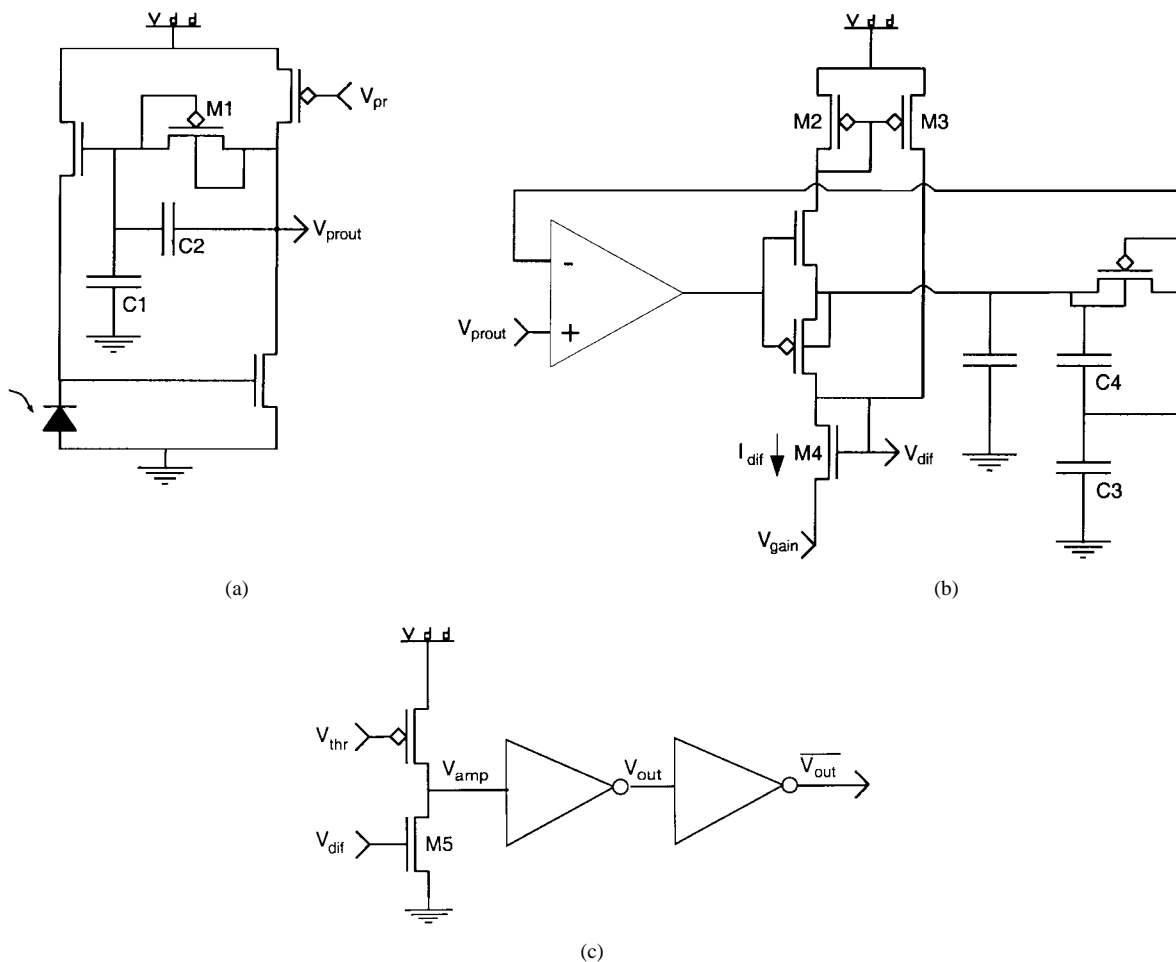 Vdd
Vpr
M1
Vprout
C2
C1
(a)
Vdd
M2
M3
-
Vprout
+
C4
Idif
M4
Vdif
C3
Vgain
(b)
Vdd
Vthr
Vamp
Vout
Vout
Vdif
M5
(c)